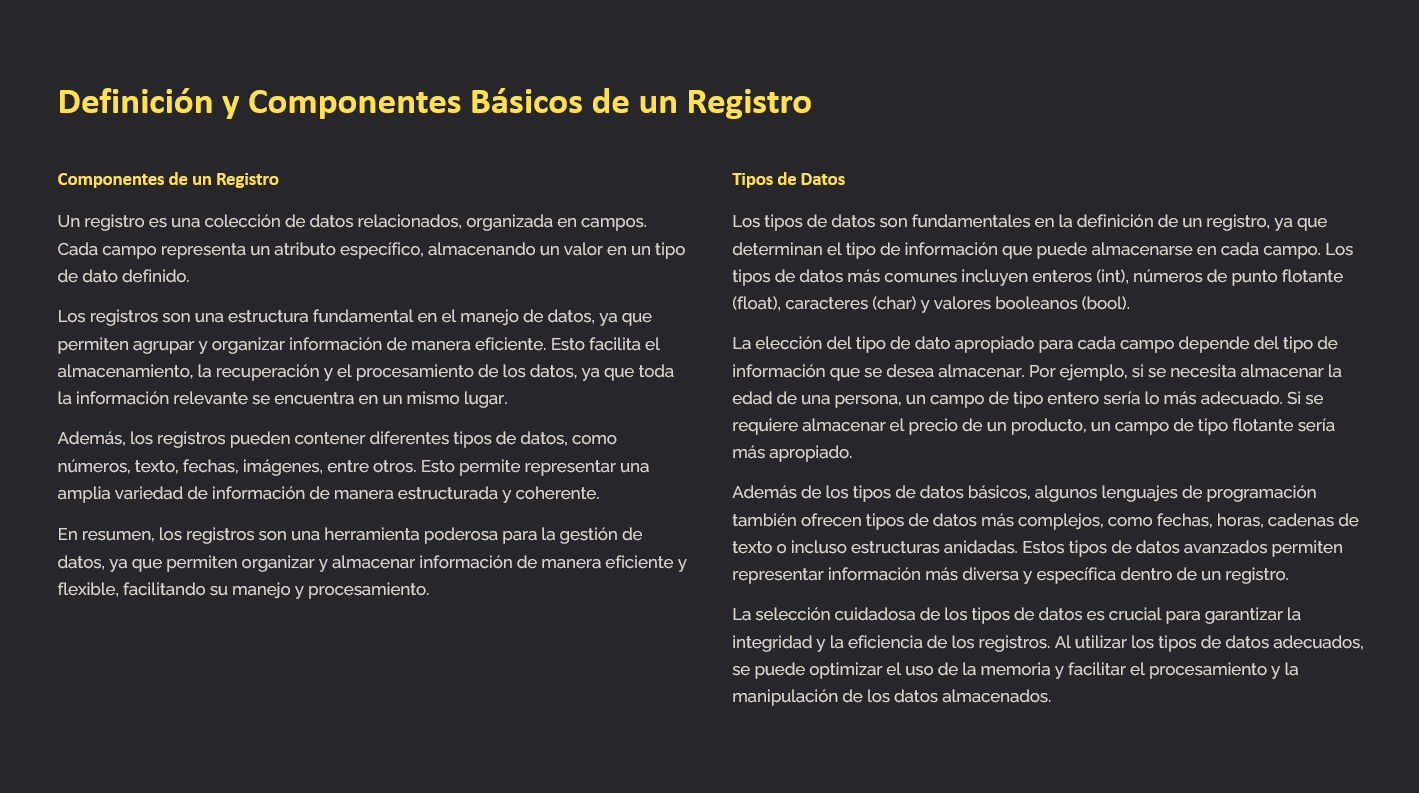 Definición y Componentes Básicos de un Registro
Componentes de un Registro
Un registro es una colección de datos relacionados, organizada en campos.
Cada campo representa un atributo específico, almacenando un valor en un tipo
de dato definido.
Los registros son una estructura fundamental en el manejo de datos, ya que
permiten agrupar y organizar información de manera eficiente. Esto facilita el
almacenamiento, la recuperación y el procesamiento de los datos, ya que toda
la información relevante se encuentra en un mismo lugar.
Además, los registros pueden contener diferentes tipos de datos, como
números, texto, fechas, imágenes, entre otros. Esto permite representar una
amplia variedad de información de manera estructurada y coherente.
En resumen, los registros son una herramienta poderosa para la gestión de
datos, ya que permiten organizar y almacenar información de manera eficiente y
flexible, facilitando su manejo y procesamiento.
Tipos de Datos
Los tipos de datos son fundamentales en la definición de un registro, ya que
determinan el tipo de información que puede almacenarse en cada campo. Los
tipos de datos más comunes incluyen enteros (int), números de punto flotante
(float), caracteres (char) y valores booleanos (bool).
La elección del tipo de dato apropiado para cada campo depende del tipo de
información que se desea almacenar. Por ejemplo, si se necesita almacenar la
edad de una persona, un campo de tipo entero sería lo más adecuado. Si se
requiere almacenar el precio de un producto, un campo de tipo flotante sería
más apropiado.
Además de los tipos de datos básicos, algunos lenguajes de programación
también ofrecen tipos de datos más complejos, como fechas, horas, cadenas de
texto o incluso estructuras anidadas. Estos tipos de datos avanzados permiten
representar información más diversa y específica dentro de un registro.
La selección cuidadosa de los tipos de datos es crucial para garantizar la
integridad y la eficiencia de los registros. Al utilizar los tipos de datos adecuados,
se puede optimizar el uso de la memoria y facilitar el procesamiento y la
manipulación de los datos almacenados.